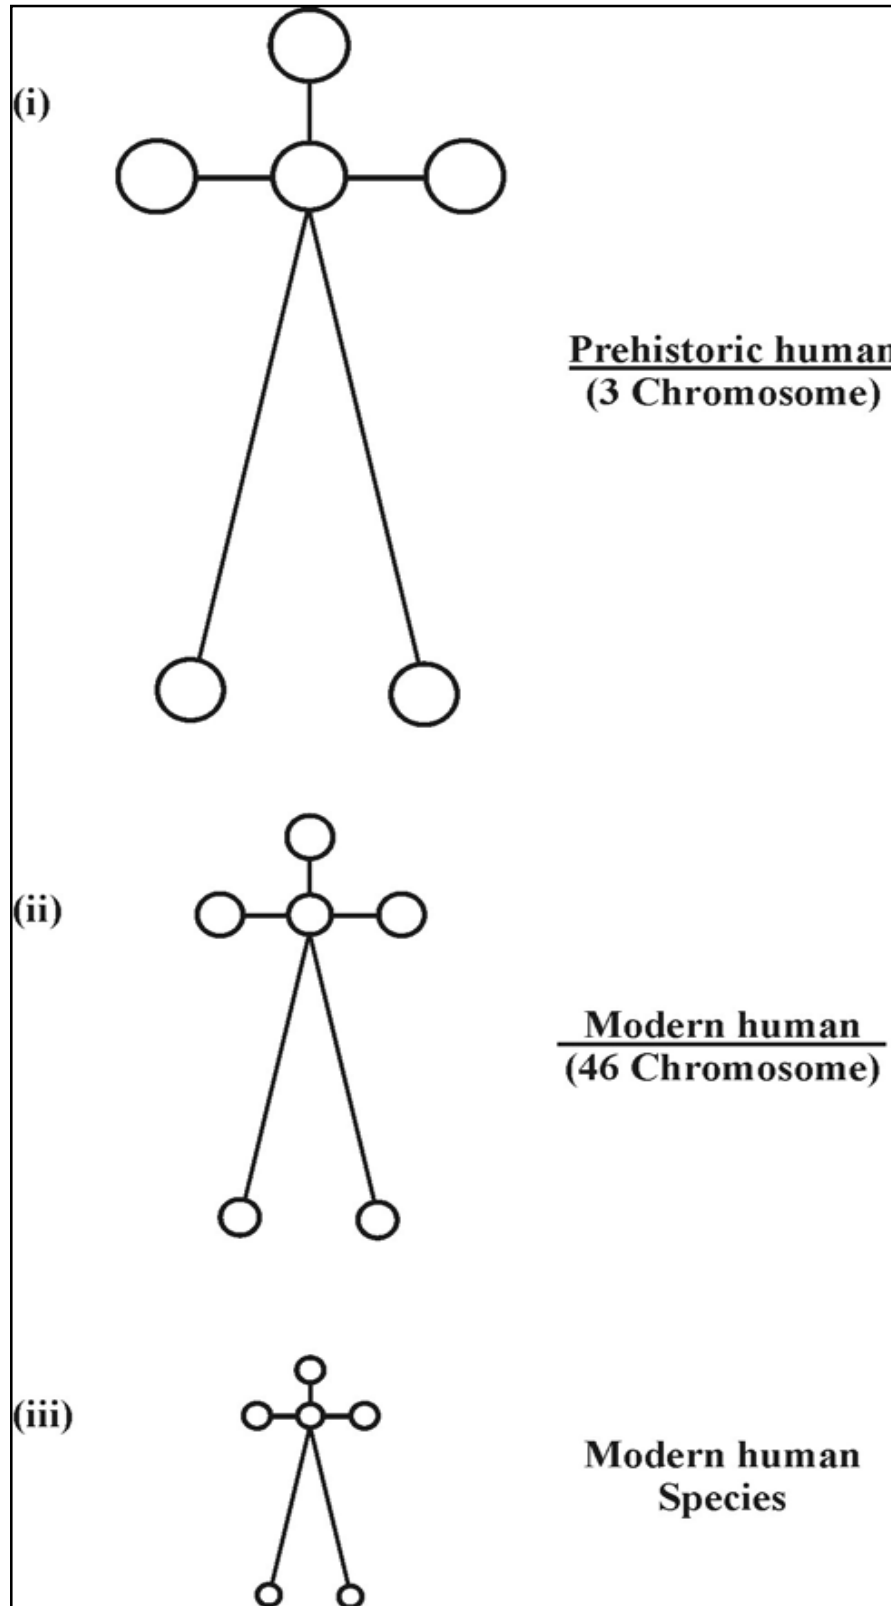 (i)
Prehistoric human
(3 Chromosome)
(ii)
Modern human
(46 Chromosome)
(iii)
Modern human
Species